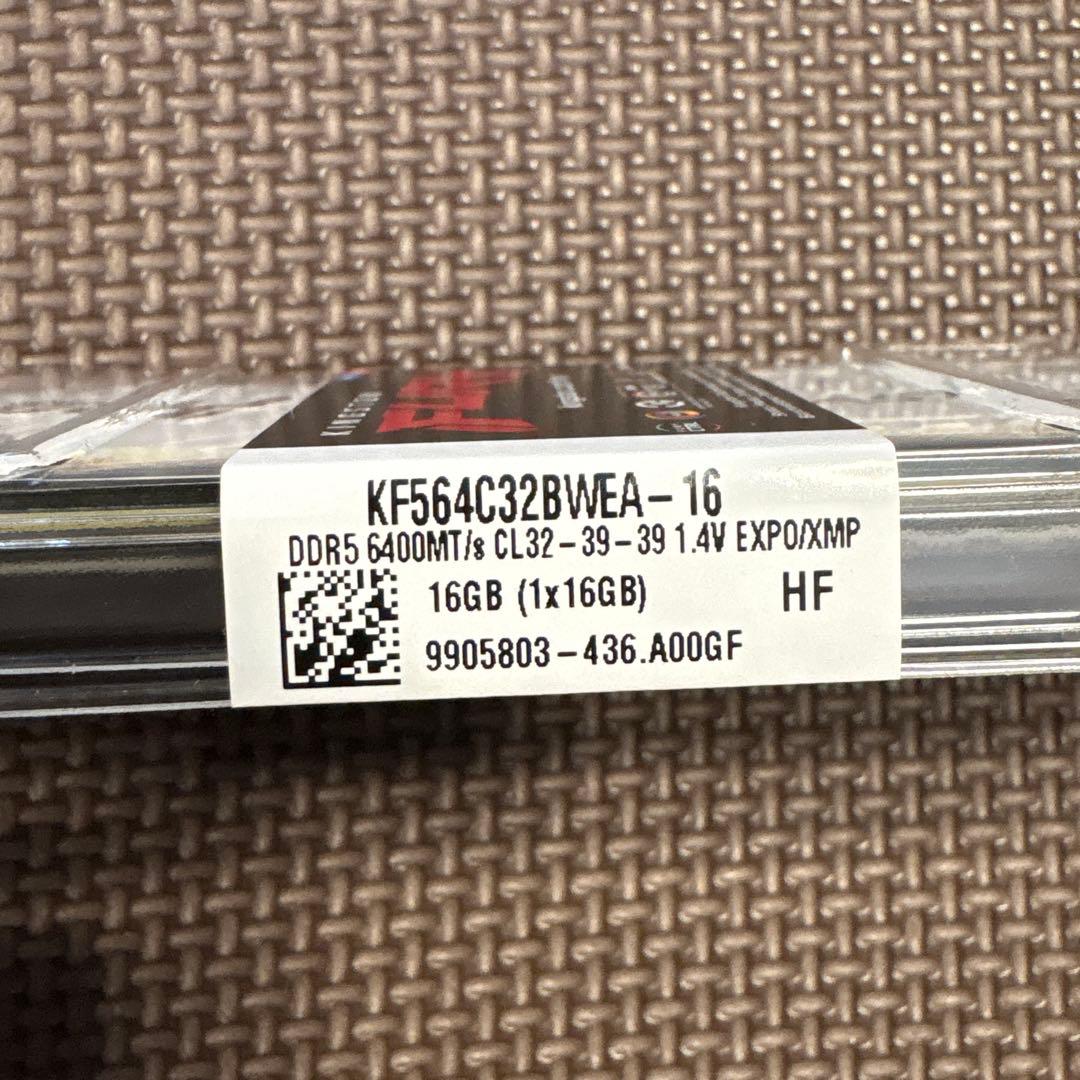 KF564C32BWEA-16
DDR5 6400MT/s CL32-39-39 1.4V EXPO/XMP
16GB (1x16GB)
HF
9905803-436.A00GF